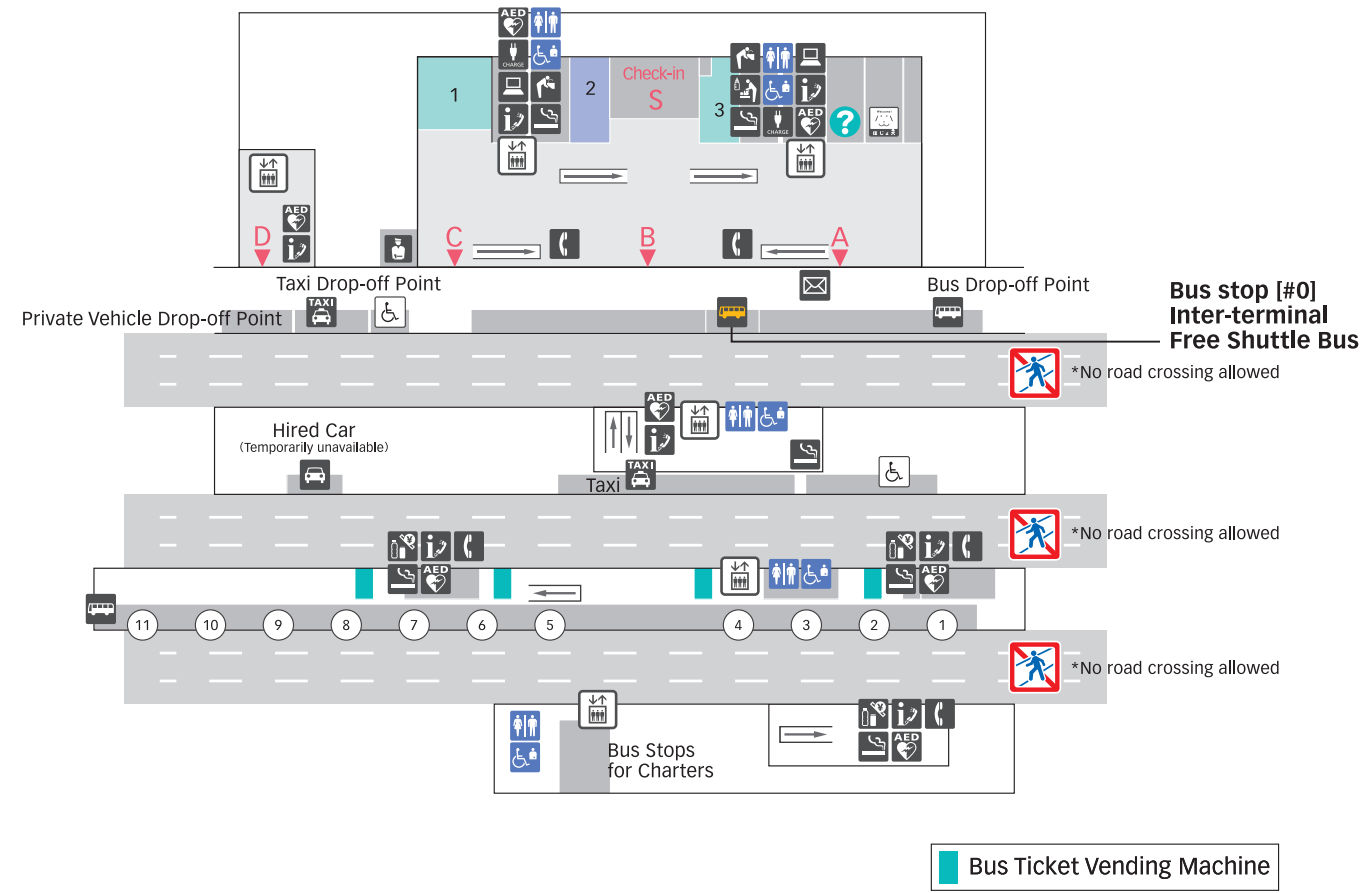 AED
CHARGE
1
2
Check-in
S
3
CHARGE
AED
?
AED
D
C
B
A
Taxi Drop-off Point
Bus Drop-off Point
Private Vehicle Drop-off Point
TAXI
Bus stop [#0]
Inter-terminal
Free Shuttle Bus
*No road crossing allowed
Hired Car
(Temporarily unavailable)
AED
Taxi
TAXI
*No road crossing allowed
¥
AED
¥
AED
11
10
9
8
7
6
5
4
3
2
1
*No road crossing allowed
Bus Stops
for Charters
¥
AED
Bus Ticket Vending Machine